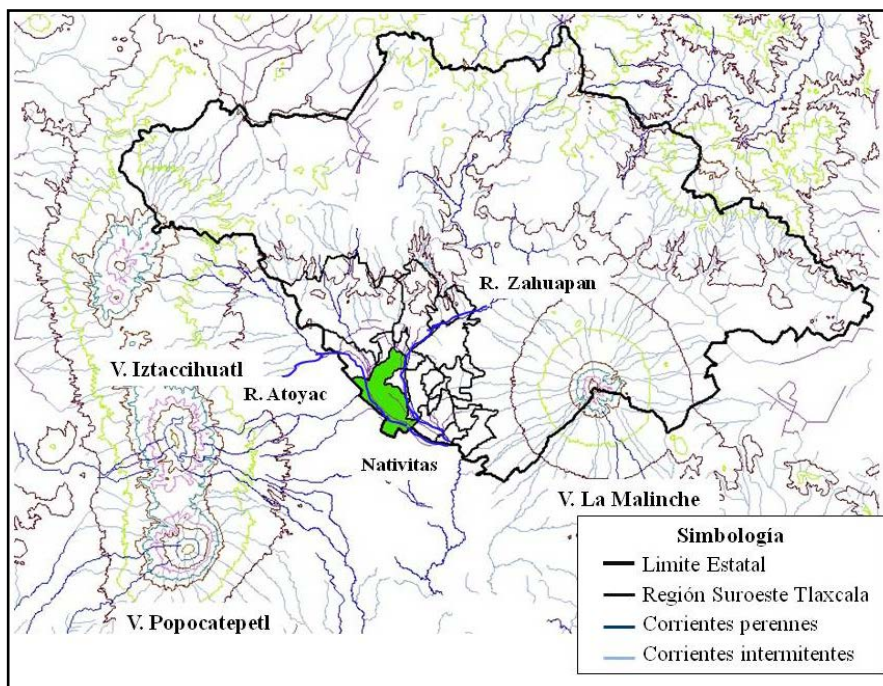 R. Zahuapan
V. Iztaccihuatl
R. Atoyac
Nativitas
V. La Malinche
V. Popocatepetl
Simbología
Limite Estatal
Región Suroeste Tlaxcala
Corrientes perennes
Corrientes intermitentes